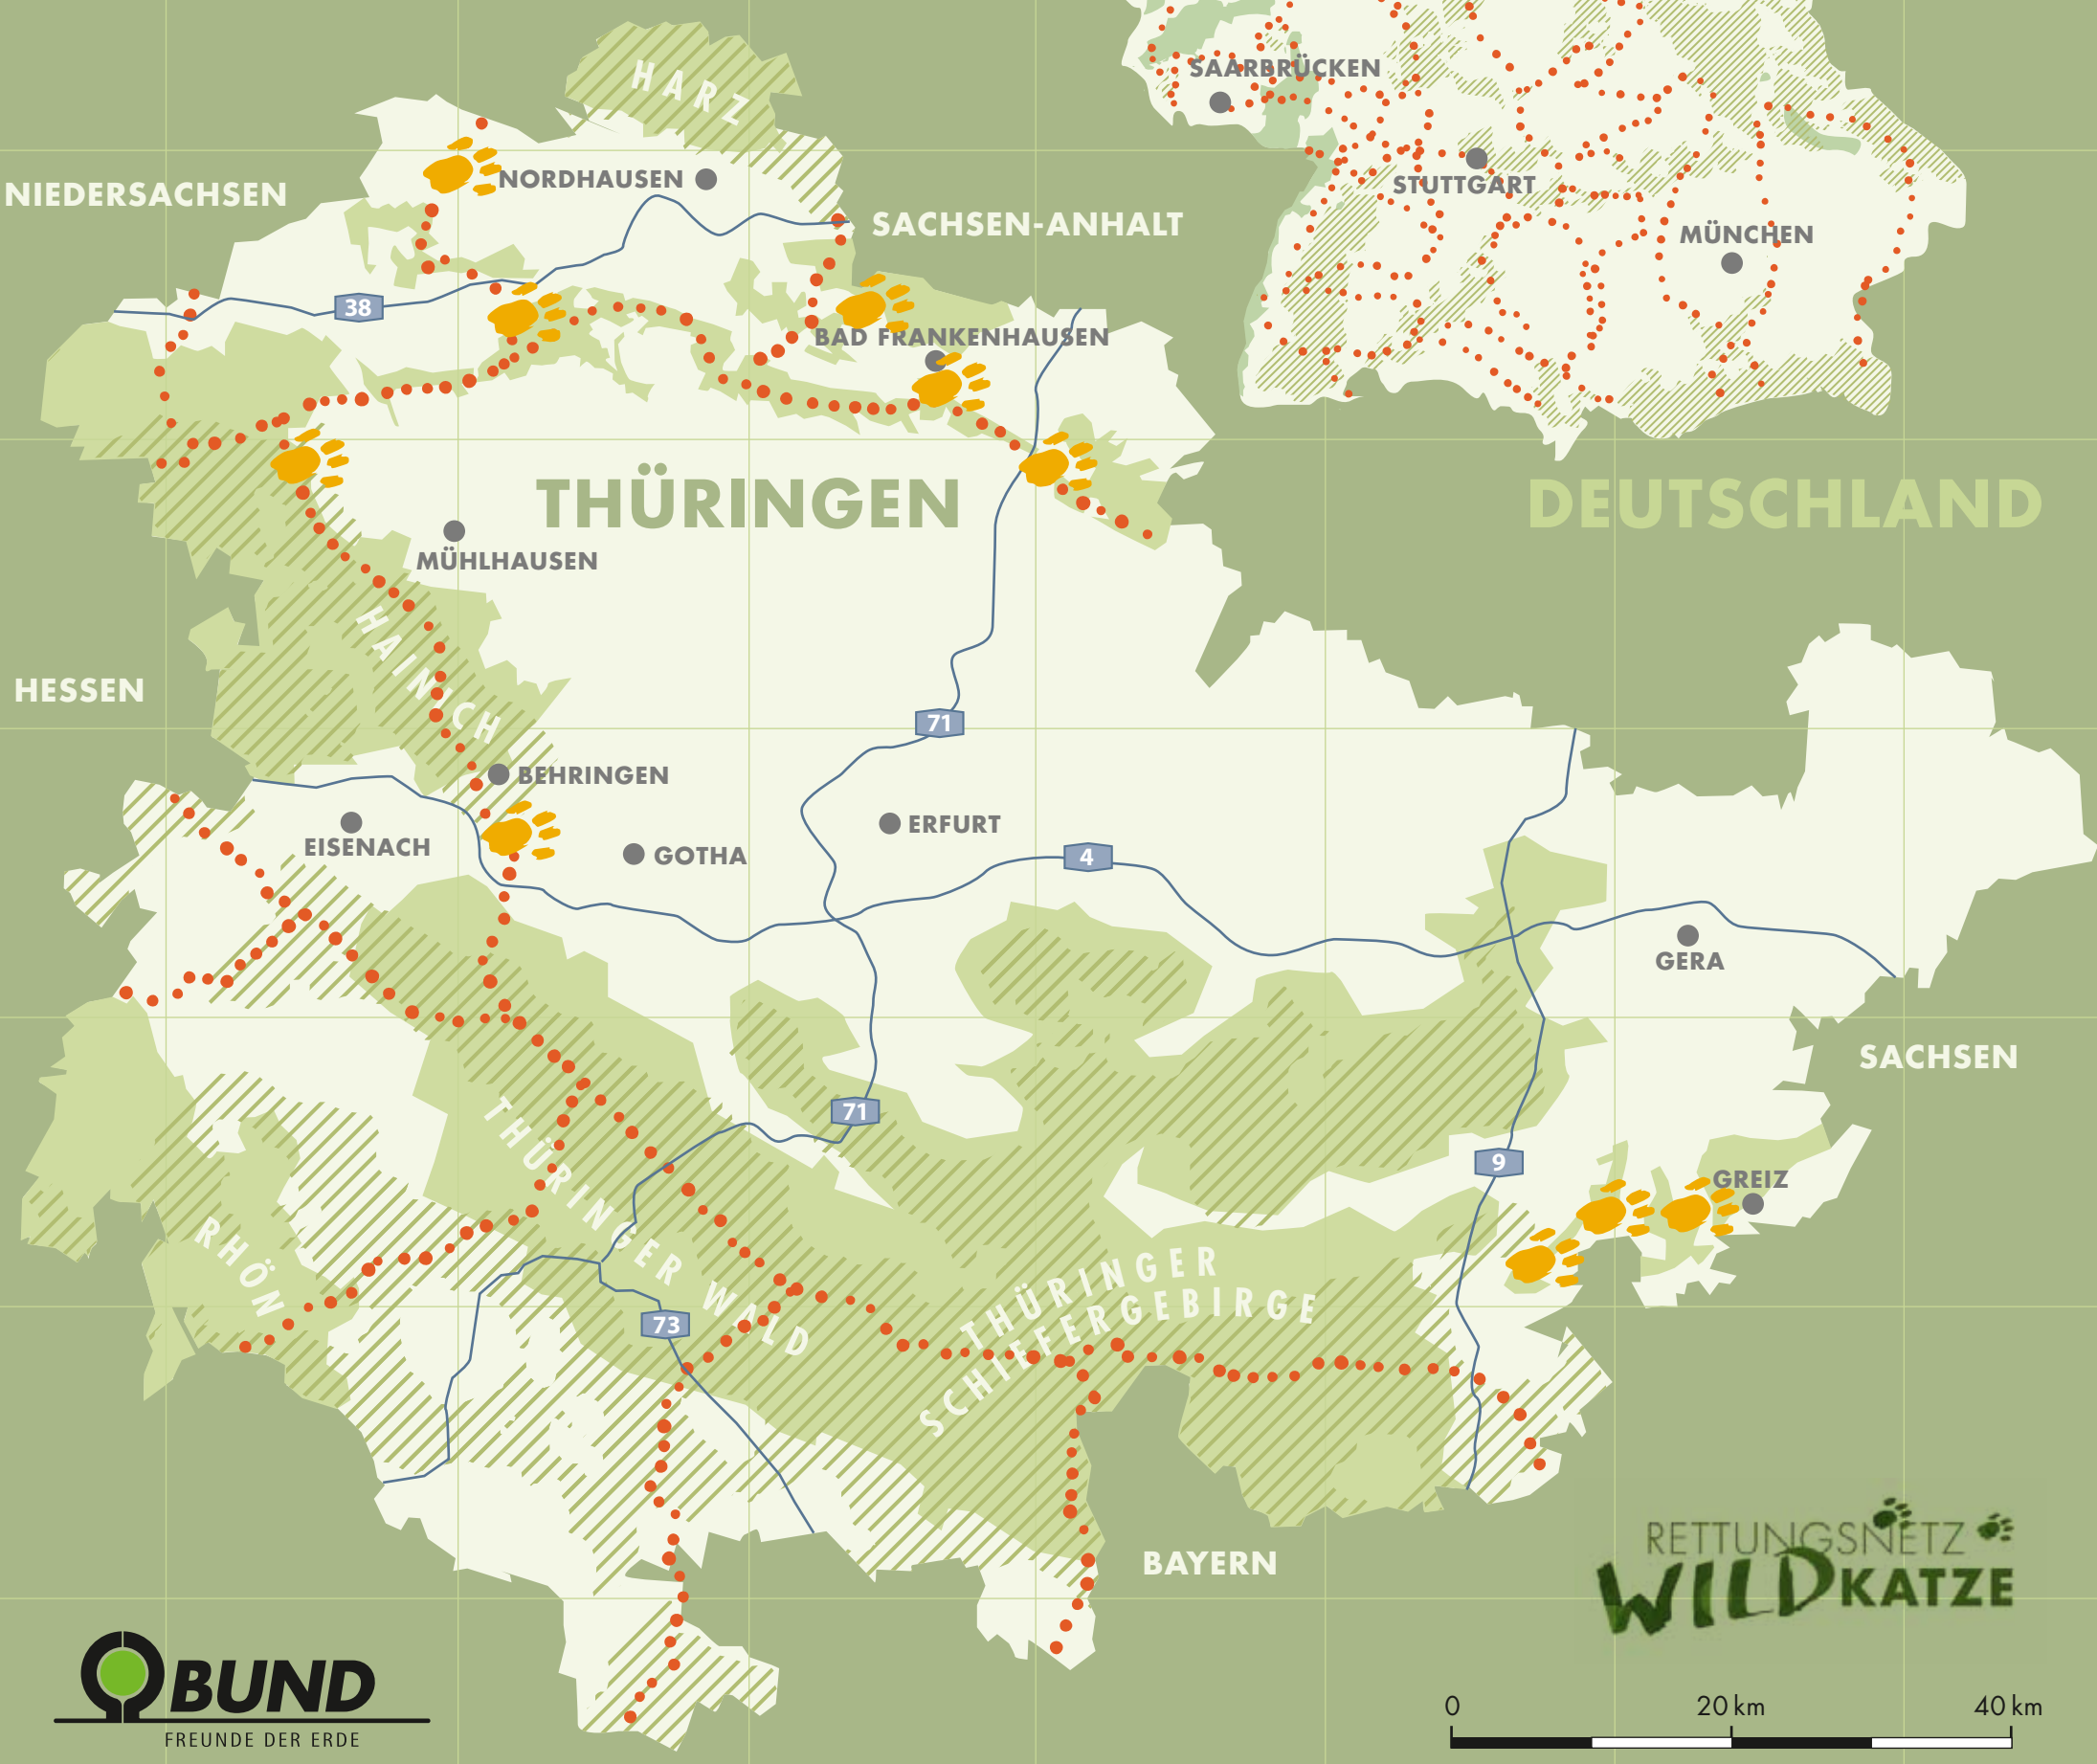 HARZ
SAARBRÜCKEN
NORDHAUSEN
STUTTGART
NIEDERSACHSEN
SACHSEN-ANHALT
MÜNCHEN
38
BAD FRANKENHAUSEN
THÜRINGEN
DEUTSCHLAND
MÜHLHAUSEN
HAINICH
HESSEN
71
BEHRINGEN
ERFURT
EISENACH
GOTHA
4
GERA
SACHSEN
71
9
GREIZ
THÜRINGER WALD
RHÖN
THÜRINGER
SCHIEFERGEBIRGE
73
BAYERN
RETTUNGSNETZ
WILDKATZE
BUND
FREUNDE DER ERDE
0 20 km 40 km